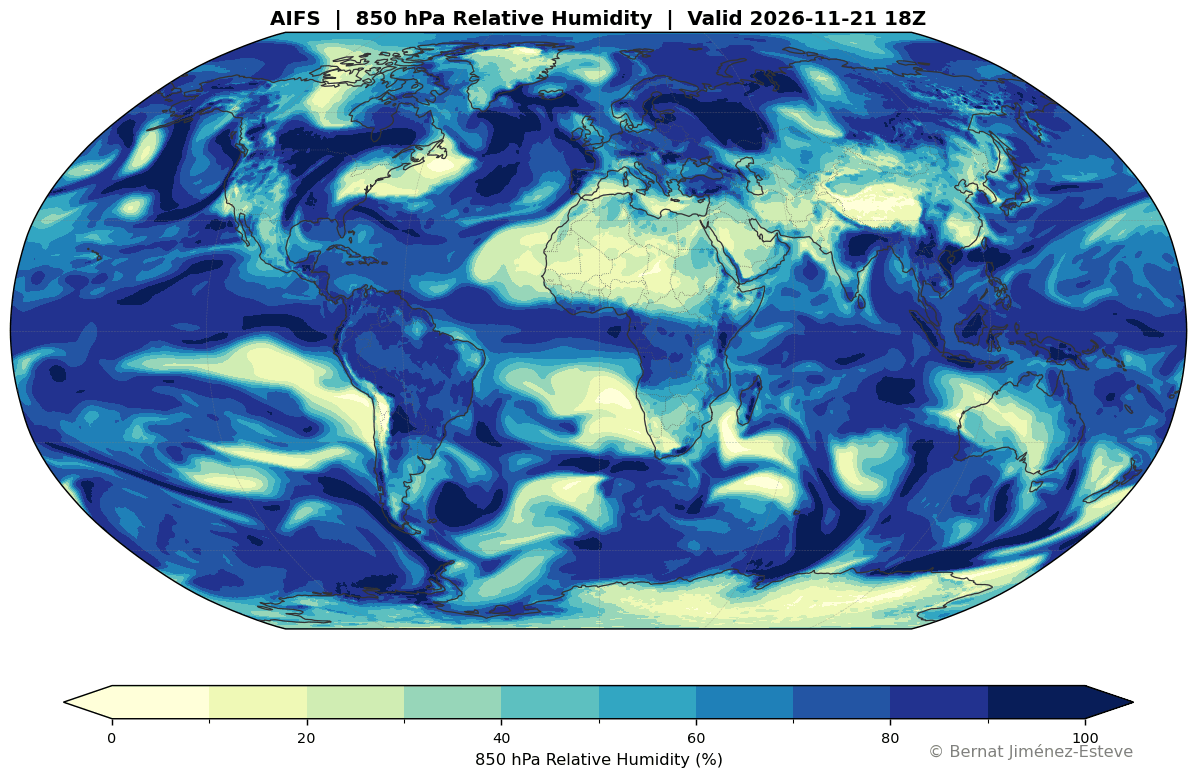 AIFS | 850 hPa Relative Humidity | Valid 2026-11-21 18Z
0 20 40 60 80 100
850 hPa Relative Humidity (%)
© Bernat Jiménez-Esteve